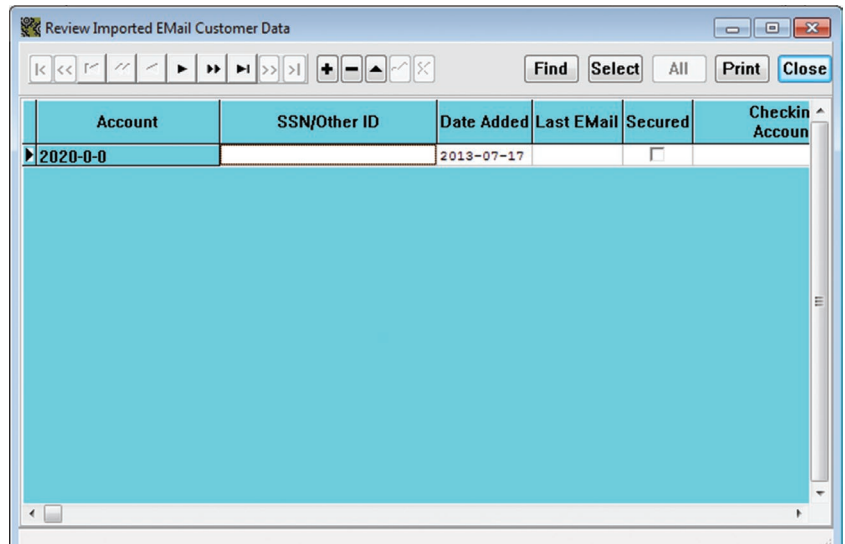 Review Imported EMail Customer Data
Find Select All Print Close
Account SSN/Other ID Date Added Last EMail Secured Checkin
Accoun
2020-0-0 2013-07-17